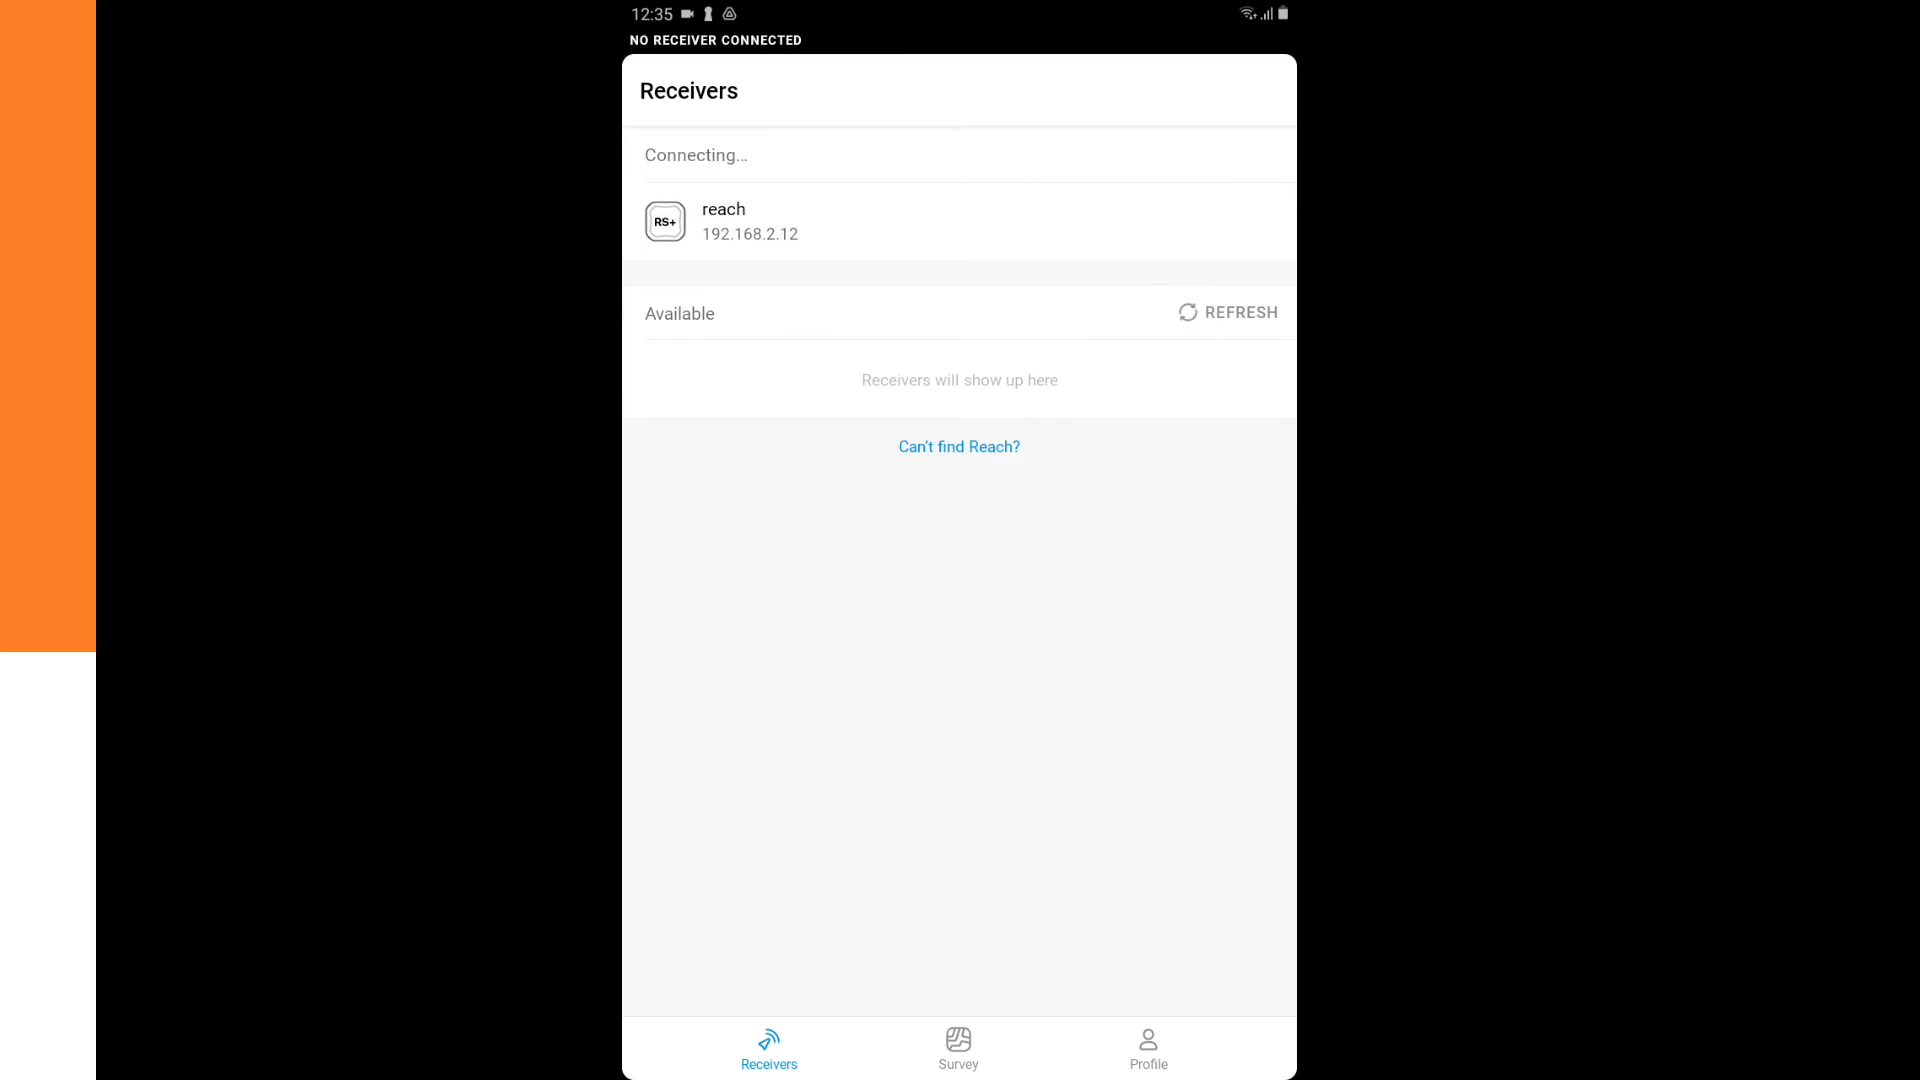 12:35
NO RECEIVER CONNECTED
Receivers
Connecting...
RS+
reach
192.168.2.12
Available
REFRESH
Receivers will show up here
Can't find Reach?
Receivers
Survey
Profile